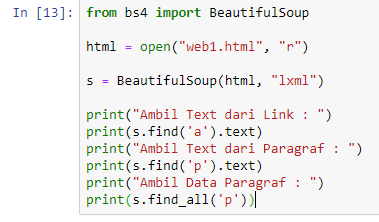 In [13]: from bs4 import BeautifulSoup
html = open("web1.html", "r")
s = BeautifulSoup(html, "lxml")
print("Ambil Text dari Link : ")
print(s.find('a').text)
print("Ambil Text dari Paragraf : ")
print(s.find('p').text)
print("Ambil Data Paragraf : ")
print(s.find_all('p'))